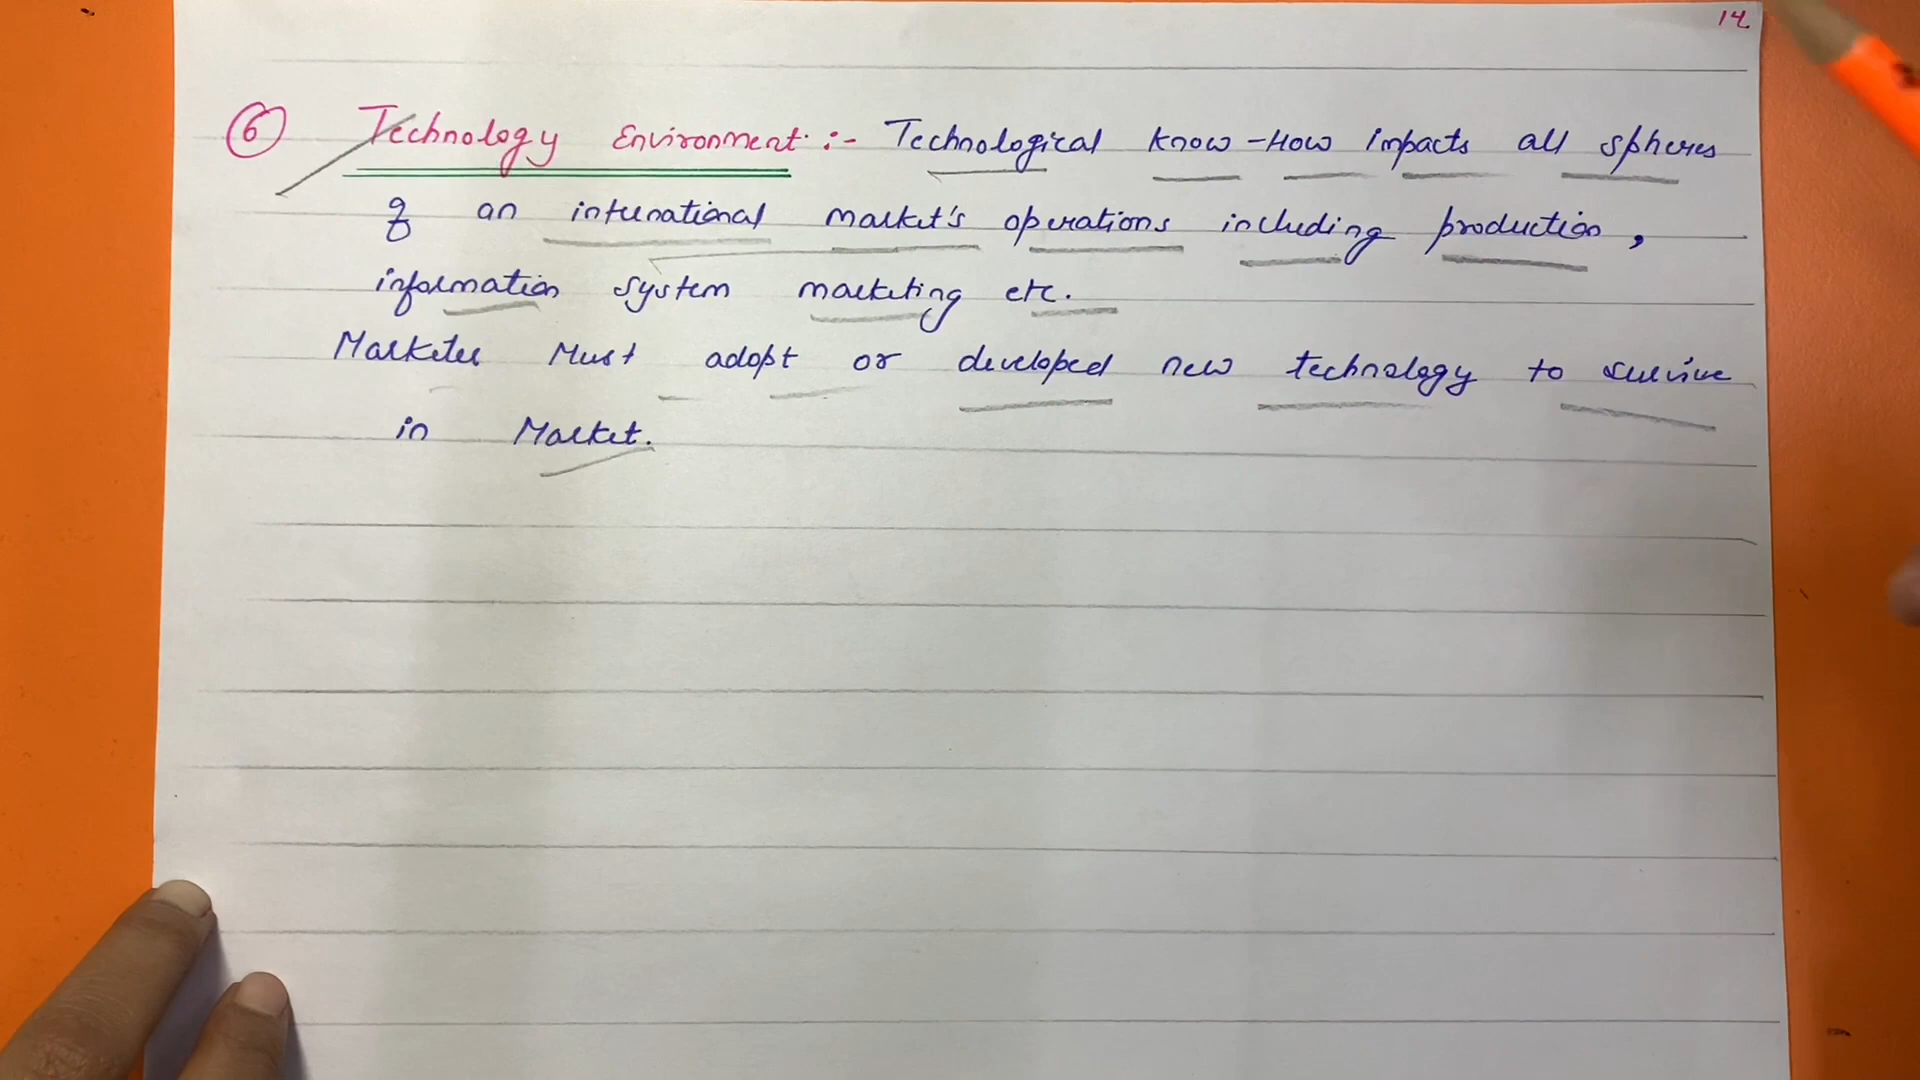 14
⑥ Technology Environment :- Technological know-How impacts all spheres
of an international market's operations including production,
information system marketing etc.
Marketer Must adopt or developed new technology to survive
in Market.